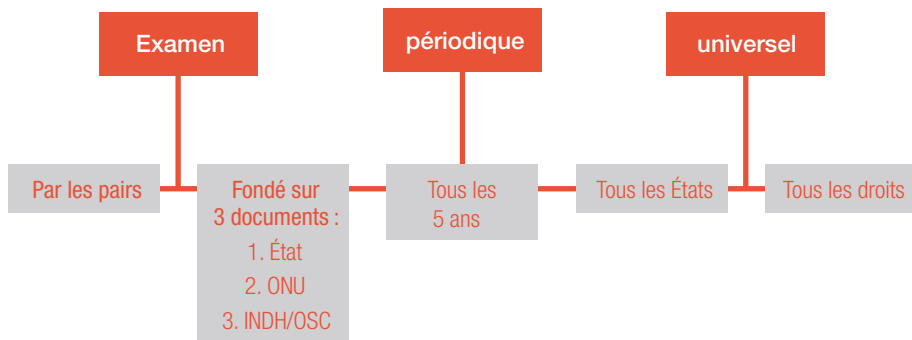 Examen
périodique
universel
Par les pairs
Fondé sur
3 documents :
1. État
2. ONU
3. INDH/OSC
Tous les
5 ans
Tous les États
Tous les droits